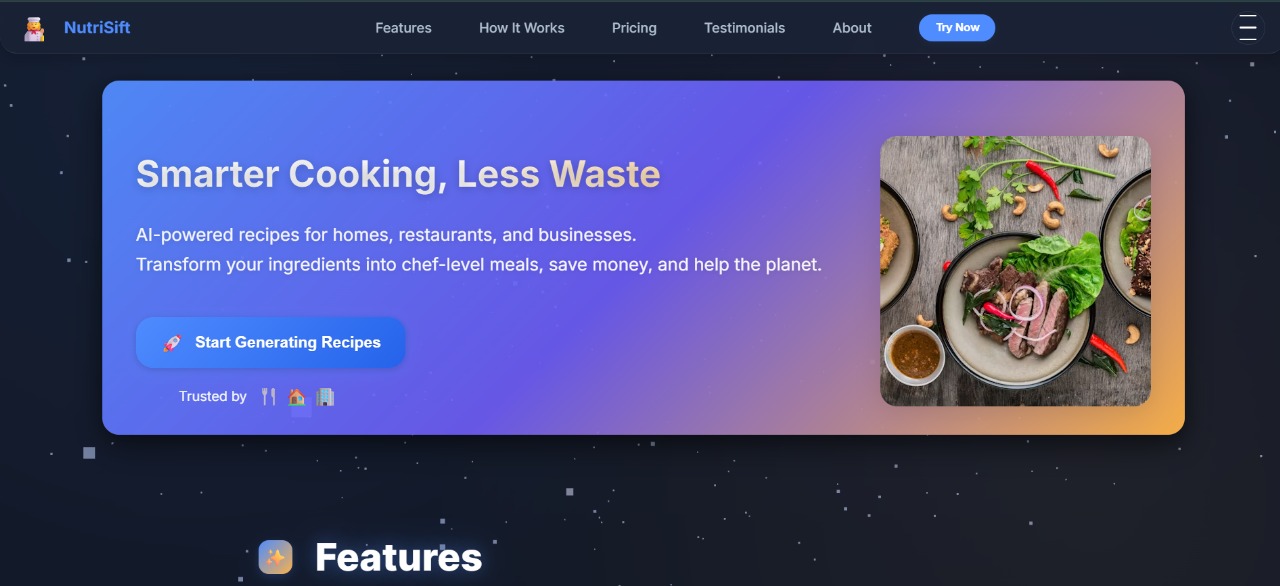 NutriSift
Features
How It Works
Pricing
Testimonials
About
Try Now
Smarter Cooking, Less Waste
AI-powered recipes for homes, restaurants, and businesses.
Transform your ingredients into chef-level meals, save money, and help the planet.
Start Generating Recipes
Trusted by
Features